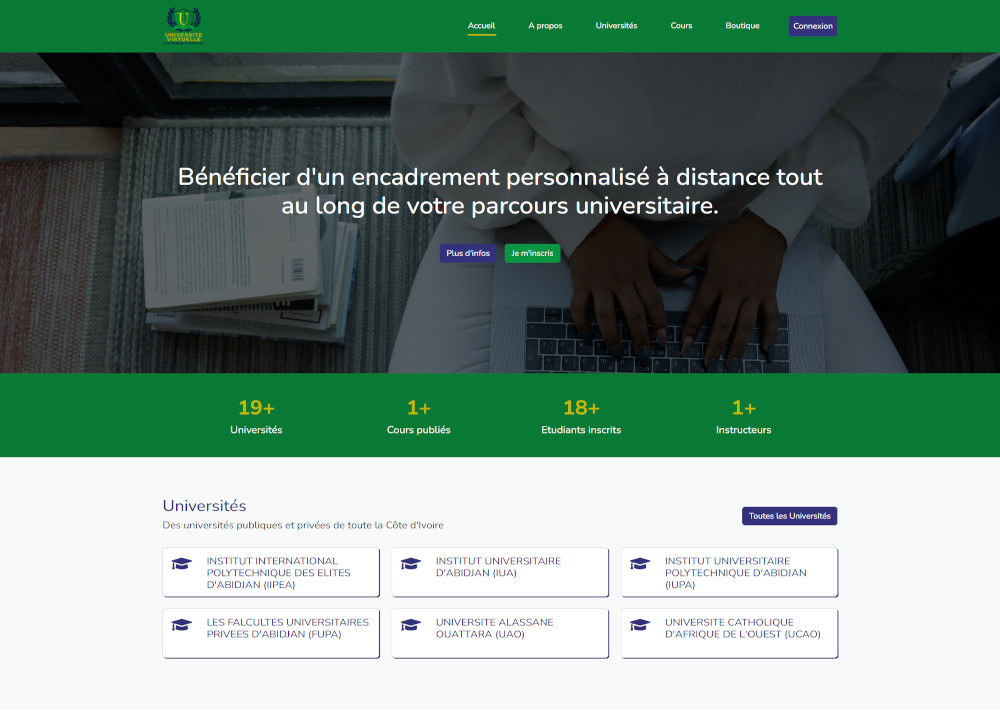 U
UNIVERSITE
VIRTUELLE
Accueil
A propos
Universités
Cours
Boutique
Connexion
Bénéficier d'un encadrement personnalisé à distance tout
au long de votre parcours universitaire.
Plus d'infos
Je m'inscris
19+
1+
18+
1+
Universités
Cours publiés
Etudiants inscrits
Instructeurs
Universités
Des universités publiques et privées de toute la Côte d'Ivoire
Toutes les Universités
INSTITUT INTERNATIONAL
POLYTECHNIQUE DES ELITES
D'ABIDJAN (IIPEA)
INSTITUT UNIVERSITAIRE
D'ABIDJAN (IUA)
INSTITUT UNIVERSITAIRE
POLYTECHNIQUE D'ABIDJAN
(IUPA)
LES FALCULTES UNIVERSITAIRES
PRIVEES D'ABIDJAN (FUPA)
UNIVERSITE ALASSANE
OUATTARA (UAO)
UNIVERSITE CATHOLIQUE
D'AFRIQUE DE L'OUEST (UCAO)